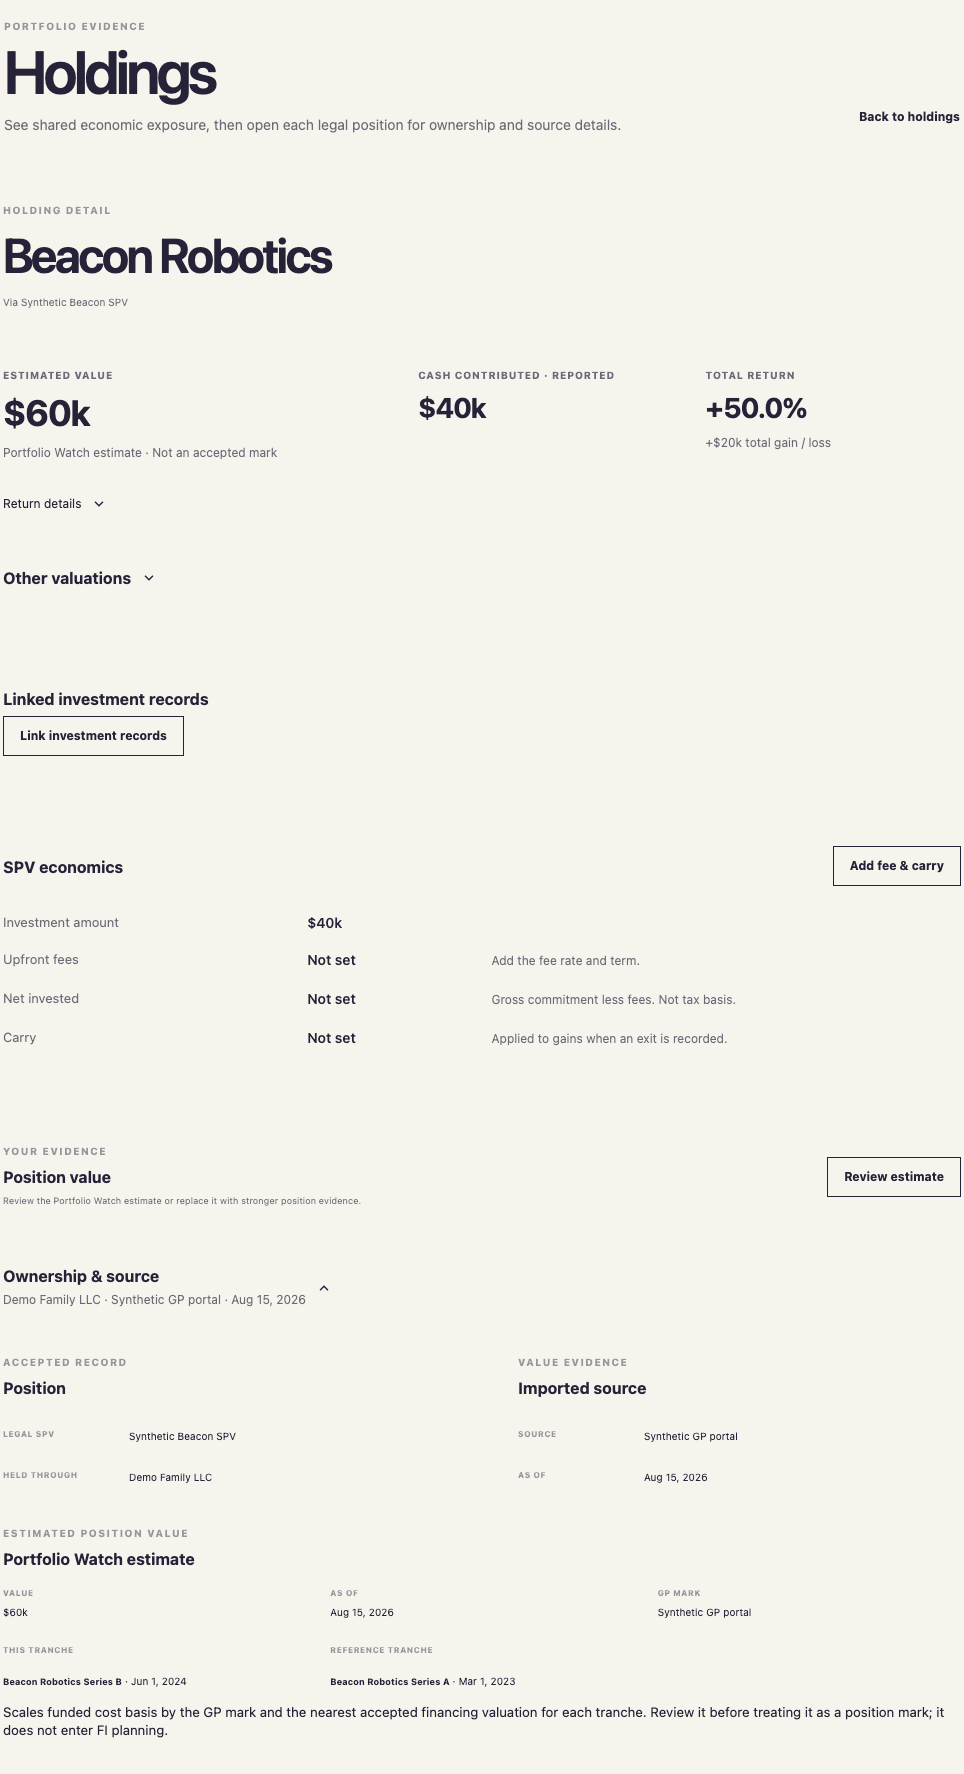 PORTFOLIO EVIDENCE
Holdings
See shared economic exposure, then open each legal position for ownership and source details.
Back to holdings
HOLDING DETAIL
Beacon Robotics
Via Synthetic Beacon SPV
ESTIMATED VALUE
$60k
Portfolio Watch estimate · Not an accepted mark
CASH CONTRIBUTED · REPORTED
$40k
TOTAL RETURN
+50.0%
+$20k total gain / loss
Return details
Other valuations
Linked investment records
Link investment records
SPV economics
Add fee & carry
Investment amount $40k
Upfront fees Not set Add the fee rate and term.
Net invested Not set Gross commitment less fees. Not tax basis.
Carry Not set Applied to gains when an exit is recorded.
YOUR EVIDENCE
Position value
Review the Portfolio Watch estimate or replace it with stronger position evidence.
Review estimate
Ownership & source
Demo Family LLC · Synthetic GP portal · Aug 15, 2026
ACCEPTED RECORD
Position
LEGAL SPV Synthetic Beacon SPV
HELD THROUGH Demo Family LLC
VALUE EVIDENCE
Imported source
SOURCE Synthetic GP portal
AS OF Aug 15, 2026
ESTIMATED POSITION VALUE
Portfolio Watch estimate
VALUE
$60k
AS OF
Aug 15, 2026
GP MARK
Synthetic GP portal
THIS TRANCHE
Beacon Robotics Series B · Jun 1, 2024
REFERENCE TRANCHE
Beacon Robotics Series A · Mar 1, 2023
Scales funded cost basis by the GP mark and the nearest accepted financing valuation for each tranche. Review it before treating it as a position mark; it
does not enter FI planning.